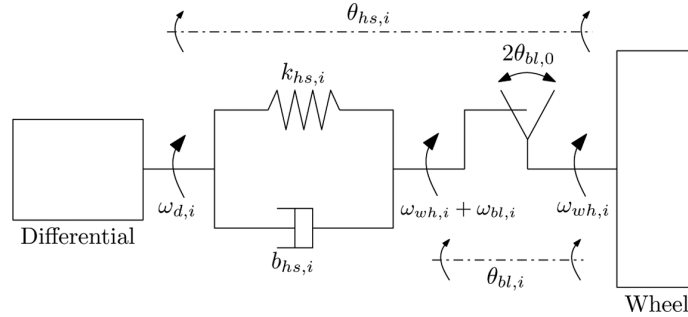 θ_{hs,i}
k_{hs,i}
2θ_{bl,0}
ω_{d,i}
ω_{wh,i} + ω_{bl,i}
ω_{wh,i}
Differential
b_{hs,i}
θ_{bl,i}
Wheel